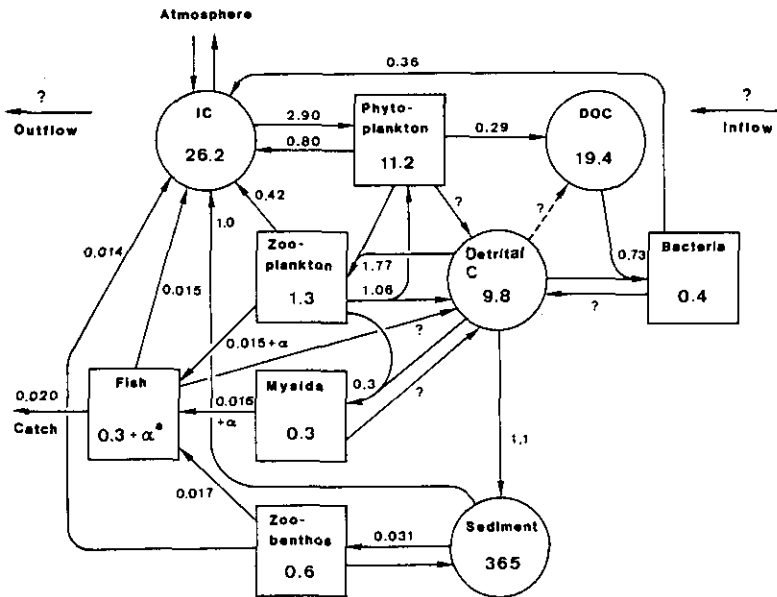 Atmosphere
0.36
?
Outflow
IC
26.2
2.90
0.80
Phyto-
plankton
11.2
0.29
DOC
19.4
?
Inflow
0.42
1.0
?
?
0.014
0.015
Zoo-
plankton
1.3
1.77
1.06
Detrital
C
9.8
0.73
?
Bacteria
0.4
0.015+α
?
0.020
Catch
Fish
0.3 + α a
0.016
+α
Mysids
0.3
0.3
?
1.1
0.017
Zoo-
benthos
0.6
0.031
Sediment
365